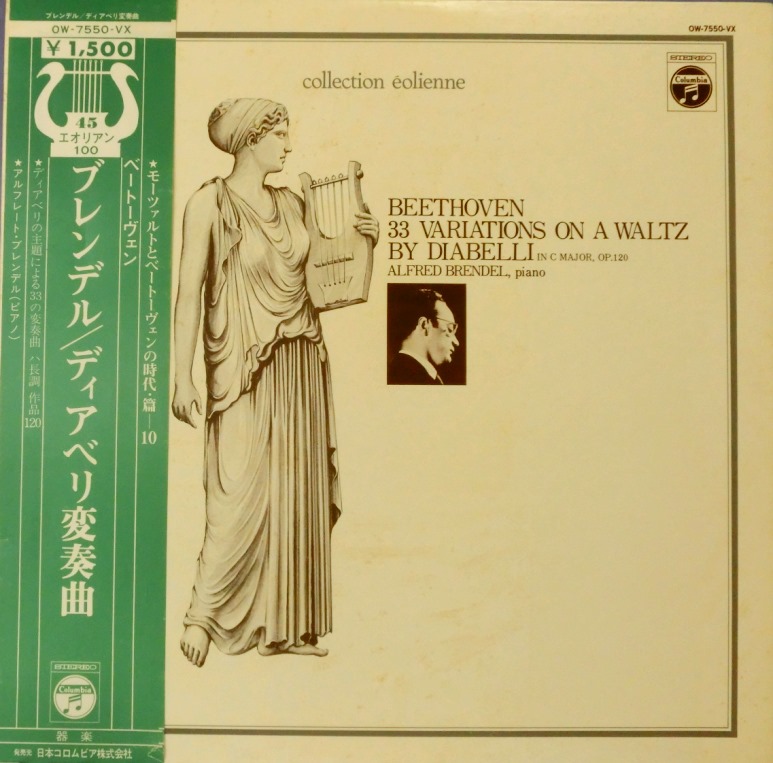 ブレンデル/ディアベリ変奏曲
OW-7550-VX
¥1,500
45
エオリアン
100
★モーツァルトとベートーヴェンの時代・篇—10
ベートーヴェン
ブレンデル/ディアベリ変奏曲
★ディアベリの主題による33の変奏曲 ハ長調 作品120
★アルフレート・ブレンデル(ピアノ)
STEREO
Columbia
器楽
発売元 日本コロムビア株式会社
OW-7550-VX
STEREO
Columbia
collection éolienne
BEETHOVEN
33 VARIATIONS ON A WALTZ
BY DIABELLI IN C MAJOR, OP.120
ALFRED BRENDEL, piano